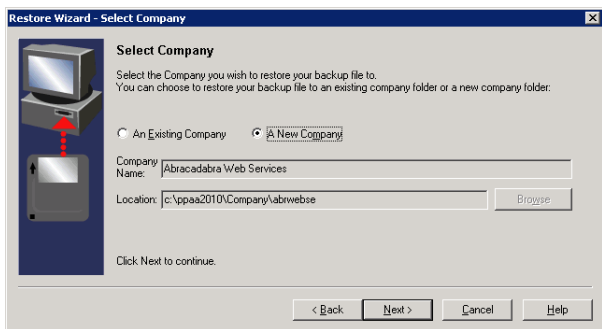 Restore Wizard - Select Company
Select Company
Select the Company you wish to restore your backup file to.
You can choose to restore your backup file to an existing company folder or a new company folder:
An Existing Company
A New Company
Company Name:
Abracadabra Web Services
Location:
c:\ppaa2010\Company\abrwebse
Browse
Click Next to continue.
< Back
Next >
Cancel
Help